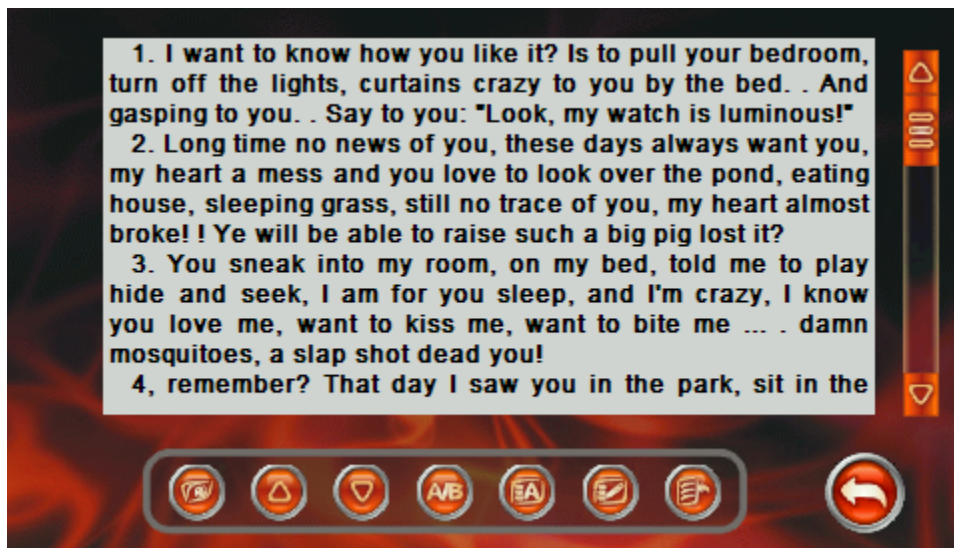 1. I want to know how you like it? Is to pull your bedroom,
turn off the lights, curtains crazy to you by the bed. . And
gasping to you. . Say to you: "Look, my watch is luminous!"
2. Long time no news of you, these days always want you,
my heart a mess and you love to look over the pond, eating
house, sleeping grass, still no trace of you, my heart almost
broke! ! Ye will be able to raise such a big pig lost it?
3. You sneak into my room, on my bed, told me to play
hide and seek, I am for you sleep, and I'm crazy, I know
you love me, want to kiss me, want to bite me ... . damn
mosquitoes, a slap shot dead you!
4, remember? That day I saw you in the park, sit in the
A/B
A